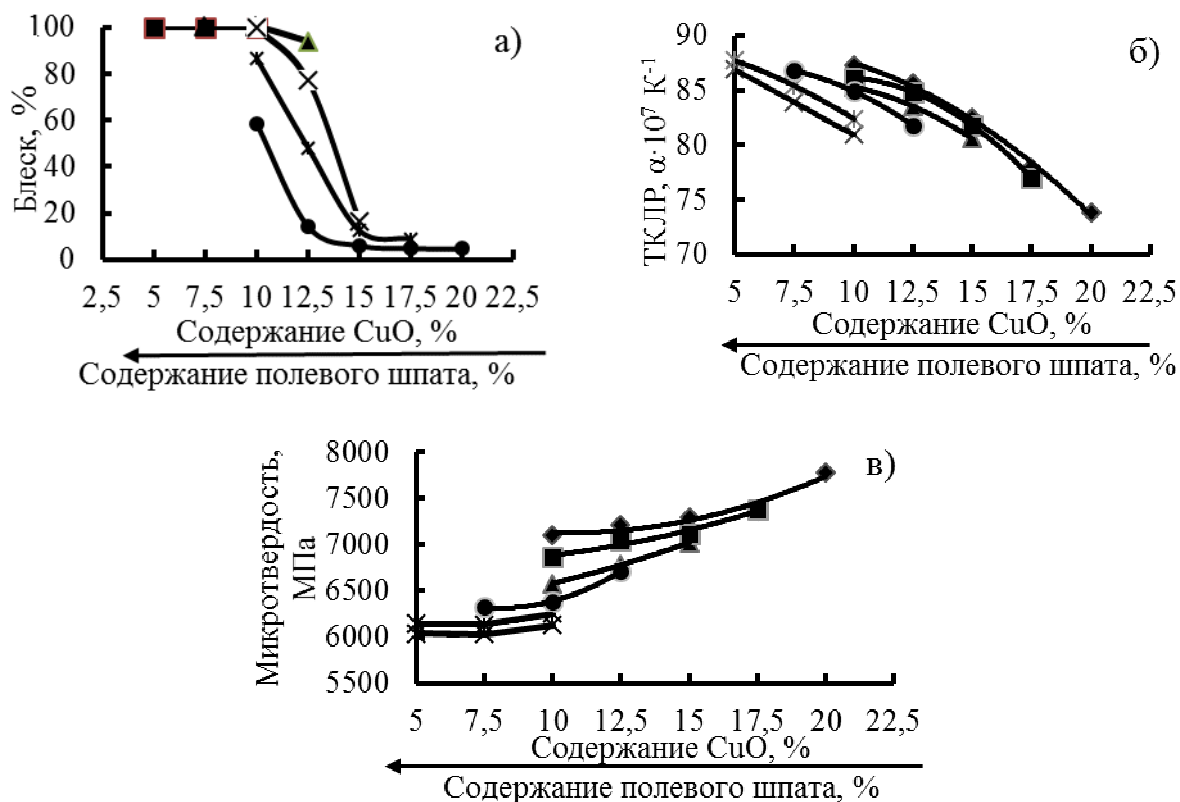 а)
Блеск, %
100
80
60
40
20
0
2,5 5 7,5 10 12,5 15 17,5 20 22,5
Содержание CuO, %
Содержание полевого шпата, %
б)
ТКЛР, α·10⁷ К⁻¹
90
85
80
75
70
5 7,5 10 12,5 15 17,5 20 22,5
Содержание CuO, %
Содержание полевого шпата, %
в)
Микротвердость,
МПа
8000
7500
7000
6500
6000
5500
5 7,5 10 12,5 15 17,5 20 22,5
Содержание CuO, %
Содержание полевого шпата, %